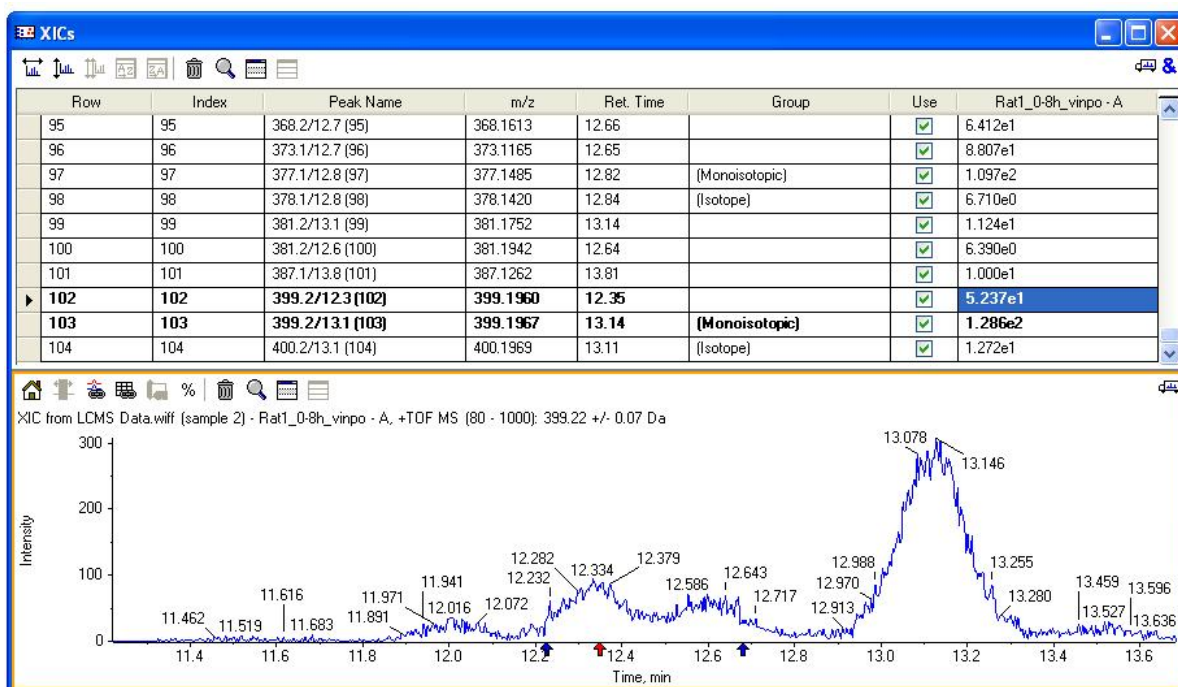 XICs
&
Row Index Peak Name m/z Ret. Time Group Use Rat1_0-8h_vinpo - A
95 95 368.2/12.7 (95) 368.1613 12.66 6.412e1
96 96 373.1/12.7 (96) 373.1165 12.65 8.807e1
97 97 377.1/12.8 (97) 377.1485 12.82 (Monoisotopic) 1.097e2
98 98 378.1/12.8 (98) 378.1420 12.84 (Isotope) 6.710e0
99 99 381.2/13.1 (99) 381.1752 13.14 1.124e1
100 100 381.2/12.6 (100) 381.1942 12.64 6.390e0
101 101 387.1/13.8 (101) 387.1262 13.81 1.000e1
102 102 399.2/12.3 (102) 399.1960 12.35 5.237e1
103 103 399.2/13.1 (103) 399.1967 13.14 (Monoisotopic) 1.286e2
104 104 400.2/13.1 (104) 400.1969 13.11 (Isotope) 1.272e1
%
XIC from LCMS Data.wiff (sample 2) - Rat1_0-8h_vinpo - A, +TOF MS (80 - 1000): 399.22 +/- 0.07 Da
300
200
100
0
Intensity
13.078
13.146
12.282 12.334 12.379
12.232
12.586 12.643
12.717
12.988
12.970
12.913
13.255
13.280
13.459 13.596
13.527 13.636
11.462 11.519 11.616 11.683
11.891 11.971 11.941 12.016 12.072
11.4 11.6 11.8 12.0 12.2 12.4 12.6 12.8 13.0 13.2 13.4 13.6
Time, min